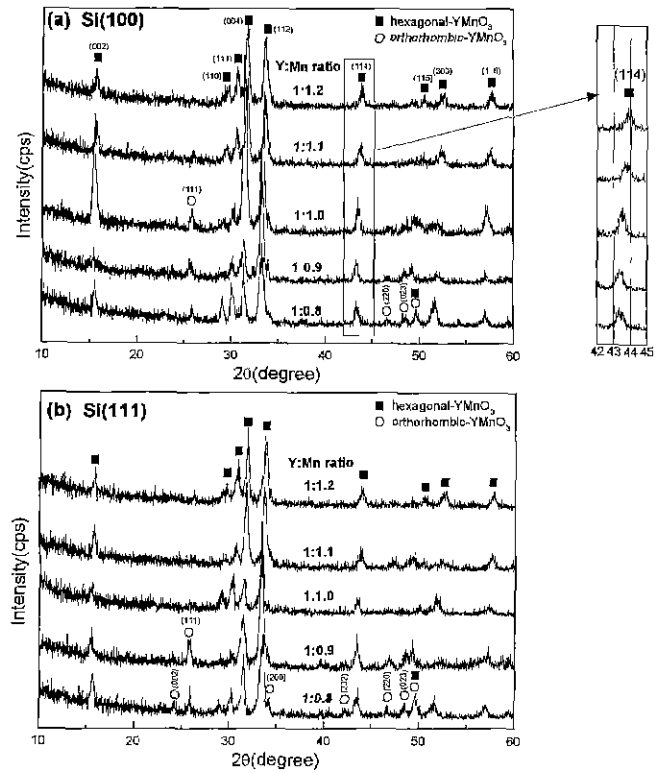 (a) Si(100)
■ hexagonal-YMnO₃
○ orthorhombic-YMnO₃
(002)
(110)
(111)
(004)
(112)
Y:Mn ratio
(114)
(115)
(303)
(114)
1:1.2
1:1.1
(111)
1:1.0
1:0.9
1:0.8
(220)
(023)
Intensity(cps)
10 20 30 40 50 60
2θ(degree)
42 43 44 45
(b) Si(111)
■ hexagonal-YMnO₃
○ orthorhombic-YMnO₃
Y:Mn ratio
1:1.2
1:1.1
1:1.0
(111)
1:0.9
(002)
(200)
1:0.8
(202)
(220)
(023)
Intensity(cps)
10 20 30 40 50 60
2θ(degree)